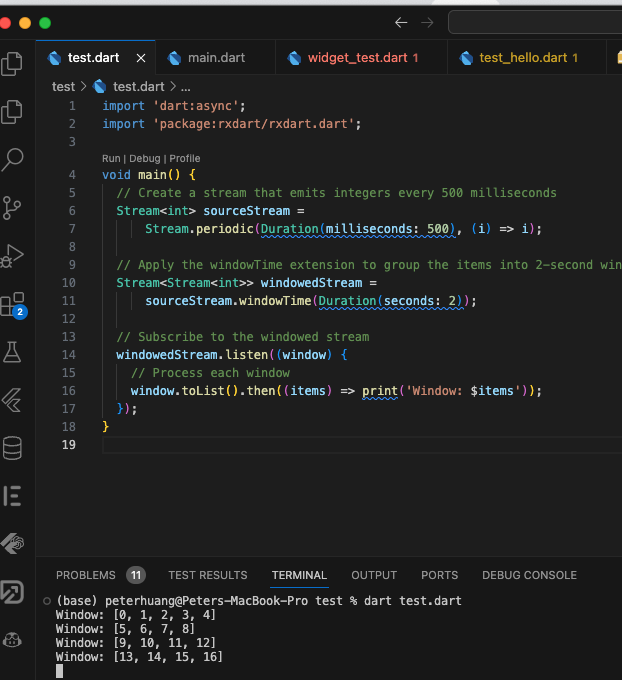 test.dart
main.dart
widget_test.dart 1
test_hello.dart 1
test > test.dart > ...
1 import 'dart:async';
2 import 'package:rxdart/rxdart.dart';
3
Run | Debug | Profile
4 void main() {
5 // Create a stream that emits integers every 500 milliseconds
6 Stream<int> sourceStream =
7 Stream.periodic(Duration(milliseconds: 500), (i) => i);
8
9 // Apply the windowTime extension to group the items into 2-second win
10 Stream<Stream<int>> windowedStream =
11 sourceStream.windowTime(Duration(seconds: 2));
12
13 // Subscribe to the windowed stream
14 windowedStream.listen((window) {
15 // Process each window
16 window.toList().then((items) => print('Window: $items'));
17 });
18 }
19
2
PROBLEMS 11 TEST RESULTS TERMINAL OUTPUT PORTS DEBUG CONSOLE
(base) peterhuang@Peters-MacBook-Pro test % dart test.dart
Window: [0, 1, 2, 3, 4]
Window: [5, 6, 7, 8]
Window: [9, 10, 11, 12]
Window: [13, 14, 15, 16]